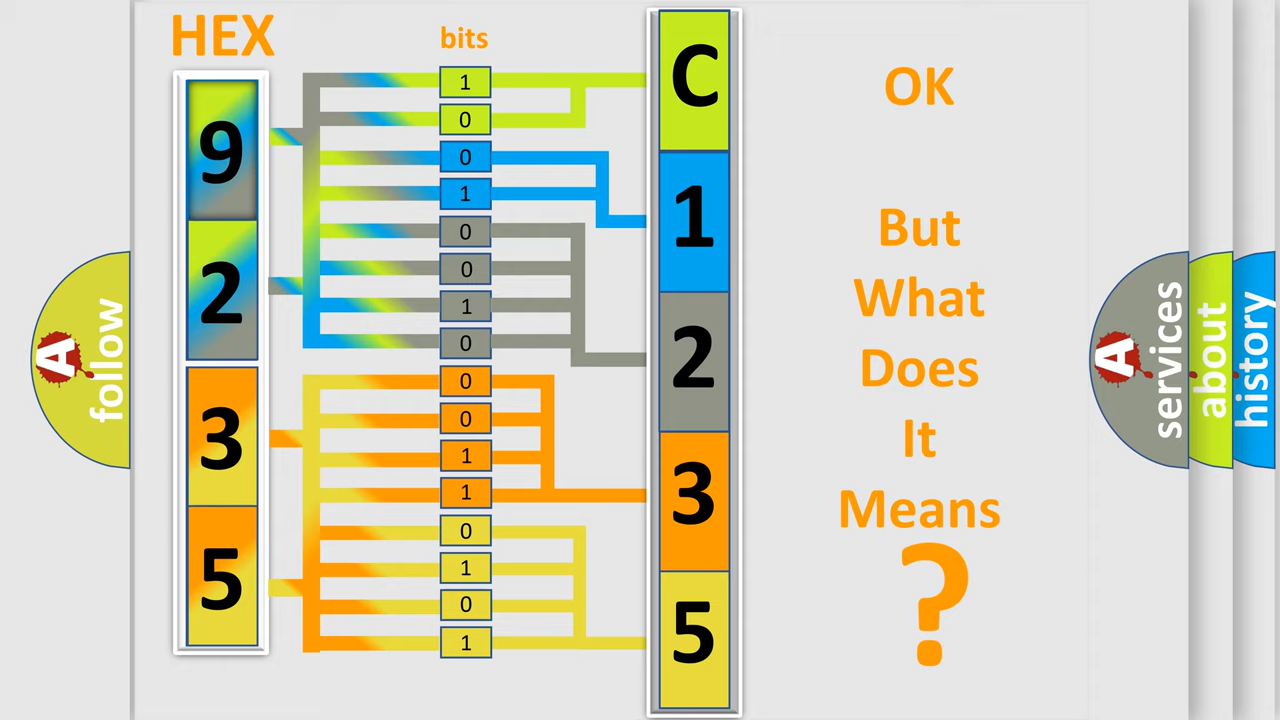 HEX
bits
9
2
3
5
1
0
0
1
0
0
1
0
0
0
1
1
0
1
0
1
C
1
2
3
5
OK
But
What
Does
It
Means
?
A
follow
A
services
about
history